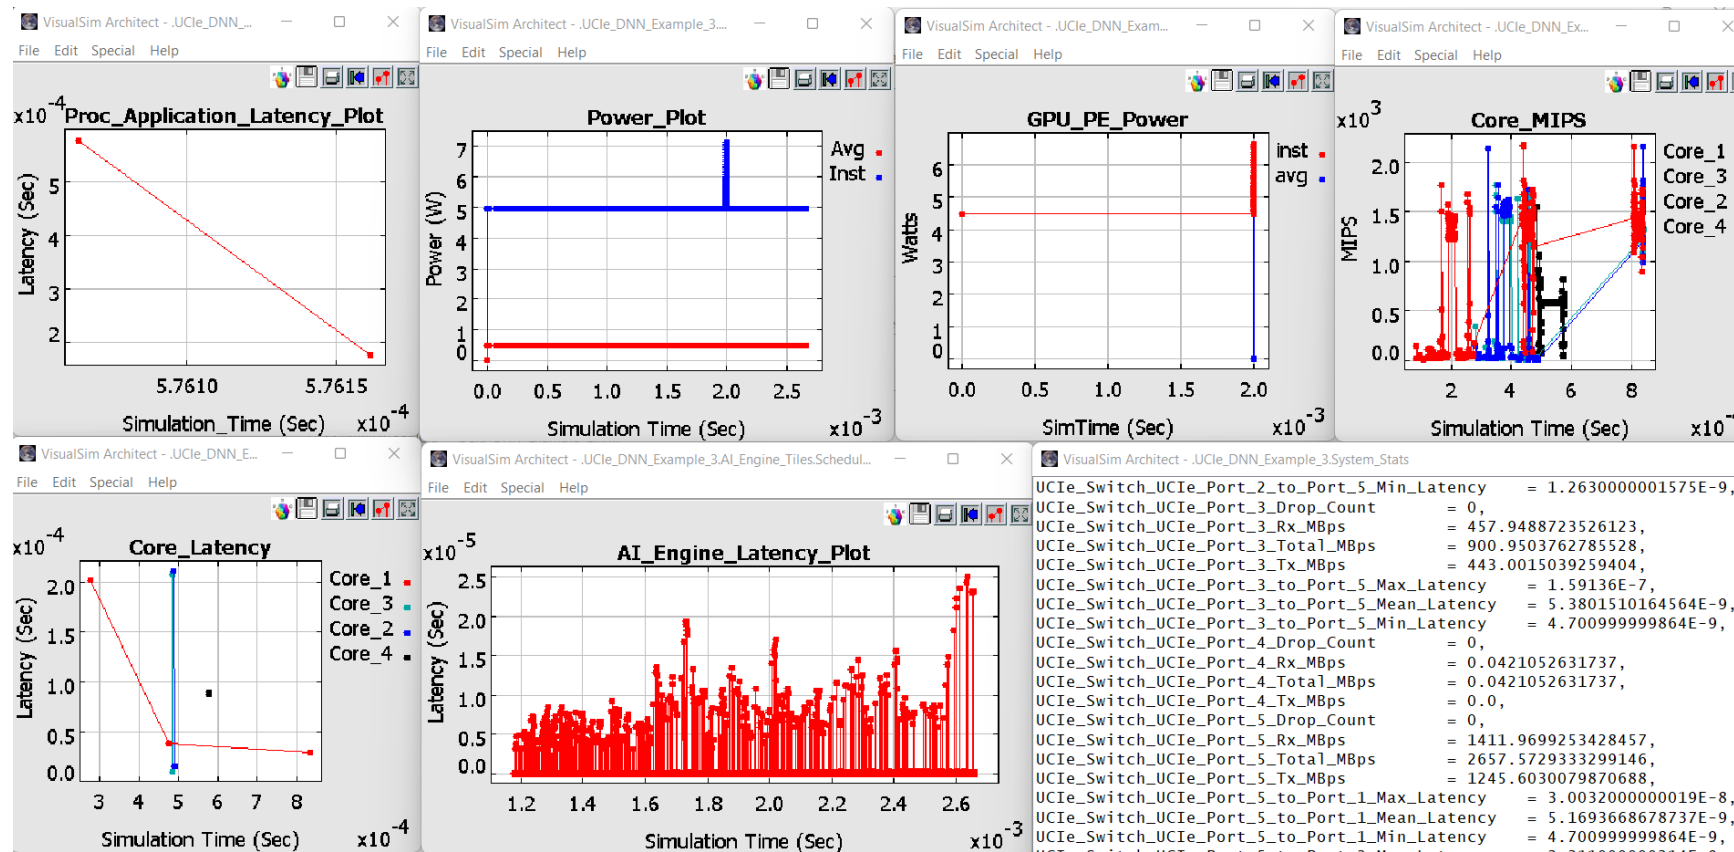 VisualSim Architect - .UCIe_DNN_...
File Edit Special Help
x10^-4
Proc_Application_Latency_Plot
Latency (Sec)
5
4
3
2
5.7610 5.7615
Simulation_Time (Sec) x10^-4
VisualSim Architect - .UCIe_DNN_Example_3....
File Edit Special Help
Power_Plot
Power (W)
7
6
5
4
3
2
1
0
Avg
Inst
0.0 0.5 1.0 1.5 2.0 2.5
Simulation Time (Sec) x10^-3
VisualSim Architect - .UCIe_DNN_Exam...
File Edit Special Help
GPU_PE_Power
Watts
6
5
4
3
2
1
0
inst
avg
0.0 0.5 1.0 1.5 2.0
SimTime (Sec) x10^-3
VisualSim Architect - .UCIe_DNN_Ex...
File Edit Special Help
x10^3
Core_MIPS
MIPS
2.0
1.5
1.0
0.5
0.0
Core_1
Core_3
Core_2
Core_4
2 4 6 8
Simulation Time (Sec) x10^-4
VisualSim Architect - .UCIe_DNN_E...
File Edit Special Help
x10^-4
Core_Latency
Latency (Sec)
2.0
1.5
1.0
0.5
0.0
Core_1
Core_3
Core_2
Core_4
3 4 5 6 7 8
Simulation Time (Sec) x10^-4
VisualSim Architect - .UCIe_DNN_Example_3.AI_Engine_Tiles.Schedul...
File Edit Special Help
x10^-5
AI_Engine_Latency_Plot
Latency (Sec)
2.5
2.0
1.5
1.0
0.5
0.0
1.2 1.4 1.6 1.8 2.0 2.2 2.4 2.6
Simulation Time (Sec) x10^-3
VisualSim Architect - .UCIe_DNN_Example_3.System_Stats
UCIe_Switch_UCIe_Port_2_to_Port_5_Min_Latency = 1.2630000001575E-9,
UCIe_Switch_UCIe_Port_3_Drop_Count = 0,
UCIe_Switch_UCIe_Port_3_Rx_MBps = 457.9488723526123,
UCIe_Switch_UCIe_Port_3_Total_MBps = 900.9503762785528,
UCIe_Switch_UCIe_Port_3_Tx_MBps = 443.0015039259404,
UCIe_Switch_UCIe_Port_3_to_Port_5_Max_Latency = 1.59136E-7,
UCIe_Switch_UCIe_Port_3_to_Port_5_Mean_Latency = 5.3801510164564E-9,
UCIe_Switch_UCIe_Port_3_to_Port_5_Min_Latency = 4.700999999864E-9,
UCIe_Switch_UCIe_Port_4_Drop_Count = 0,
UCIe_Switch_UCIe_Port_4_Rx_MBps = 0.0421052631737,
UCIe_Switch_UCIe_Port_4_Total_MBps = 0.0421052631737,
UCIe_Switch_UCIe_Port_4_Tx_MBps = 0.0,
UCIe_Switch_UCIe_Port_5_Drop_Count = 0,
UCIe_Switch_UCIe_Port_5_Rx_MBps = 1411.9699253428457,
UCIe_Switch_UCIe_Port_5_Total_MBps = 2657.5729333299146,
UCIe_Switch_UCIe_Port_5_Tx_MBps = 1245.6030079870688,
UCIe_Switch_UCIe_Port_5_to_Port_1_Max_Latency = 3.0032000000019E-8,
UCIe_Switch_UCIe_Port_5_to_Port_1_Mean_Latency = 5.1693668678737E-9,
UCIe_Switch_UCIe_Port_5_to_Port_1_Min_Latency = 4.700999999864E-9,